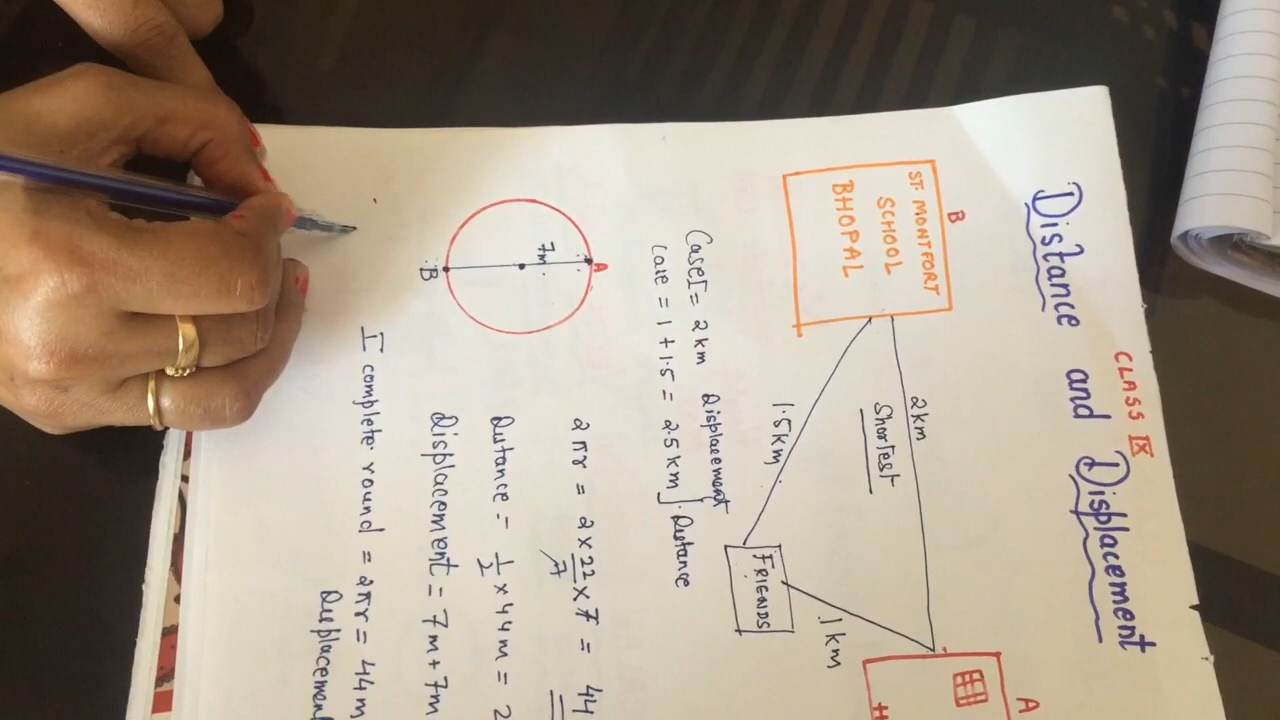 CLASS IX
Distance and Displacement
B
A
ST. MONTFORT
SCHOOL
BHOPAL
2km
Shortest
1.5km
FRIENDS
1km
H
Case I = 2 km Displacement
Case = 1 + 1.5 = 2.5 km } Distance
A
7m
B
2πr = 2 × 22/7 × 7 = 44
Distance = 1/2 × 44m = 2
Displacement = 7m + 7m
I complete round = 2πr = 44m
Displacement